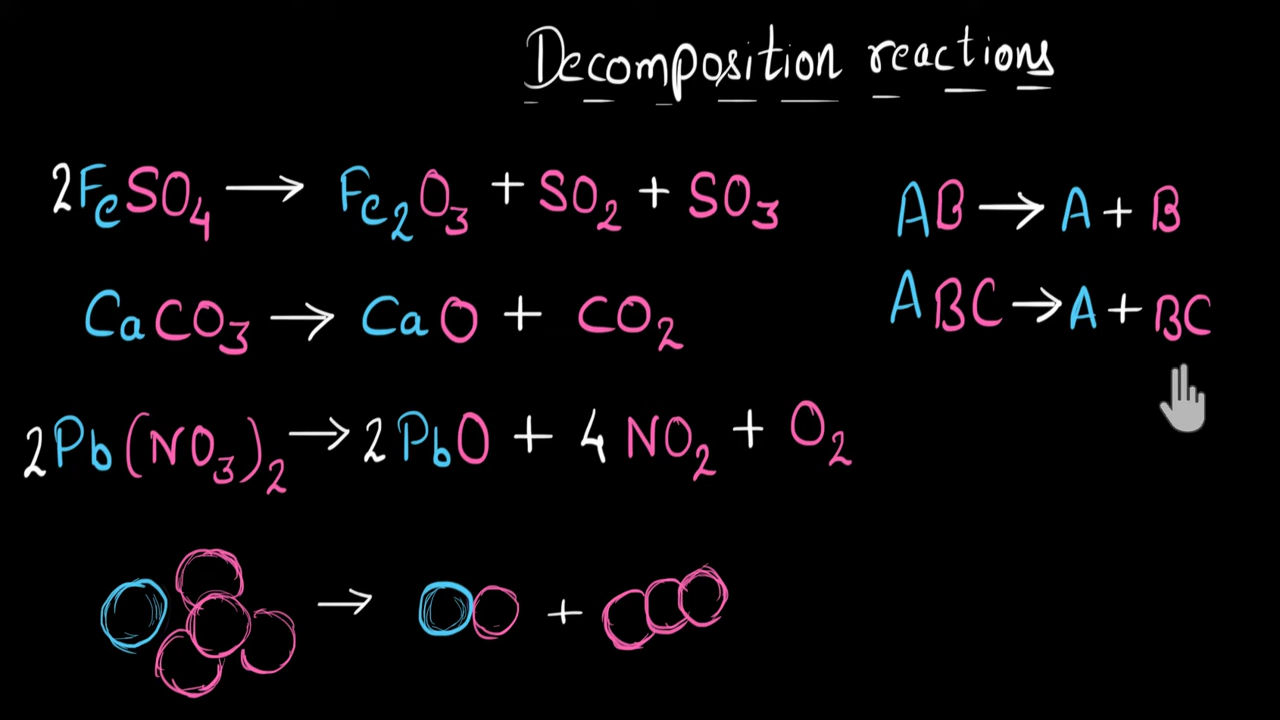 Decomposition reactions
2FeSO₄ → Fe₂O₃ + SO₂ + SO₃
AB → A + B
CaCO₃ → CaO + CO₂
ABC → A + BC
2Pb(NO₃)₂ → 2PbO + 4NO₂ + O₂
→ +